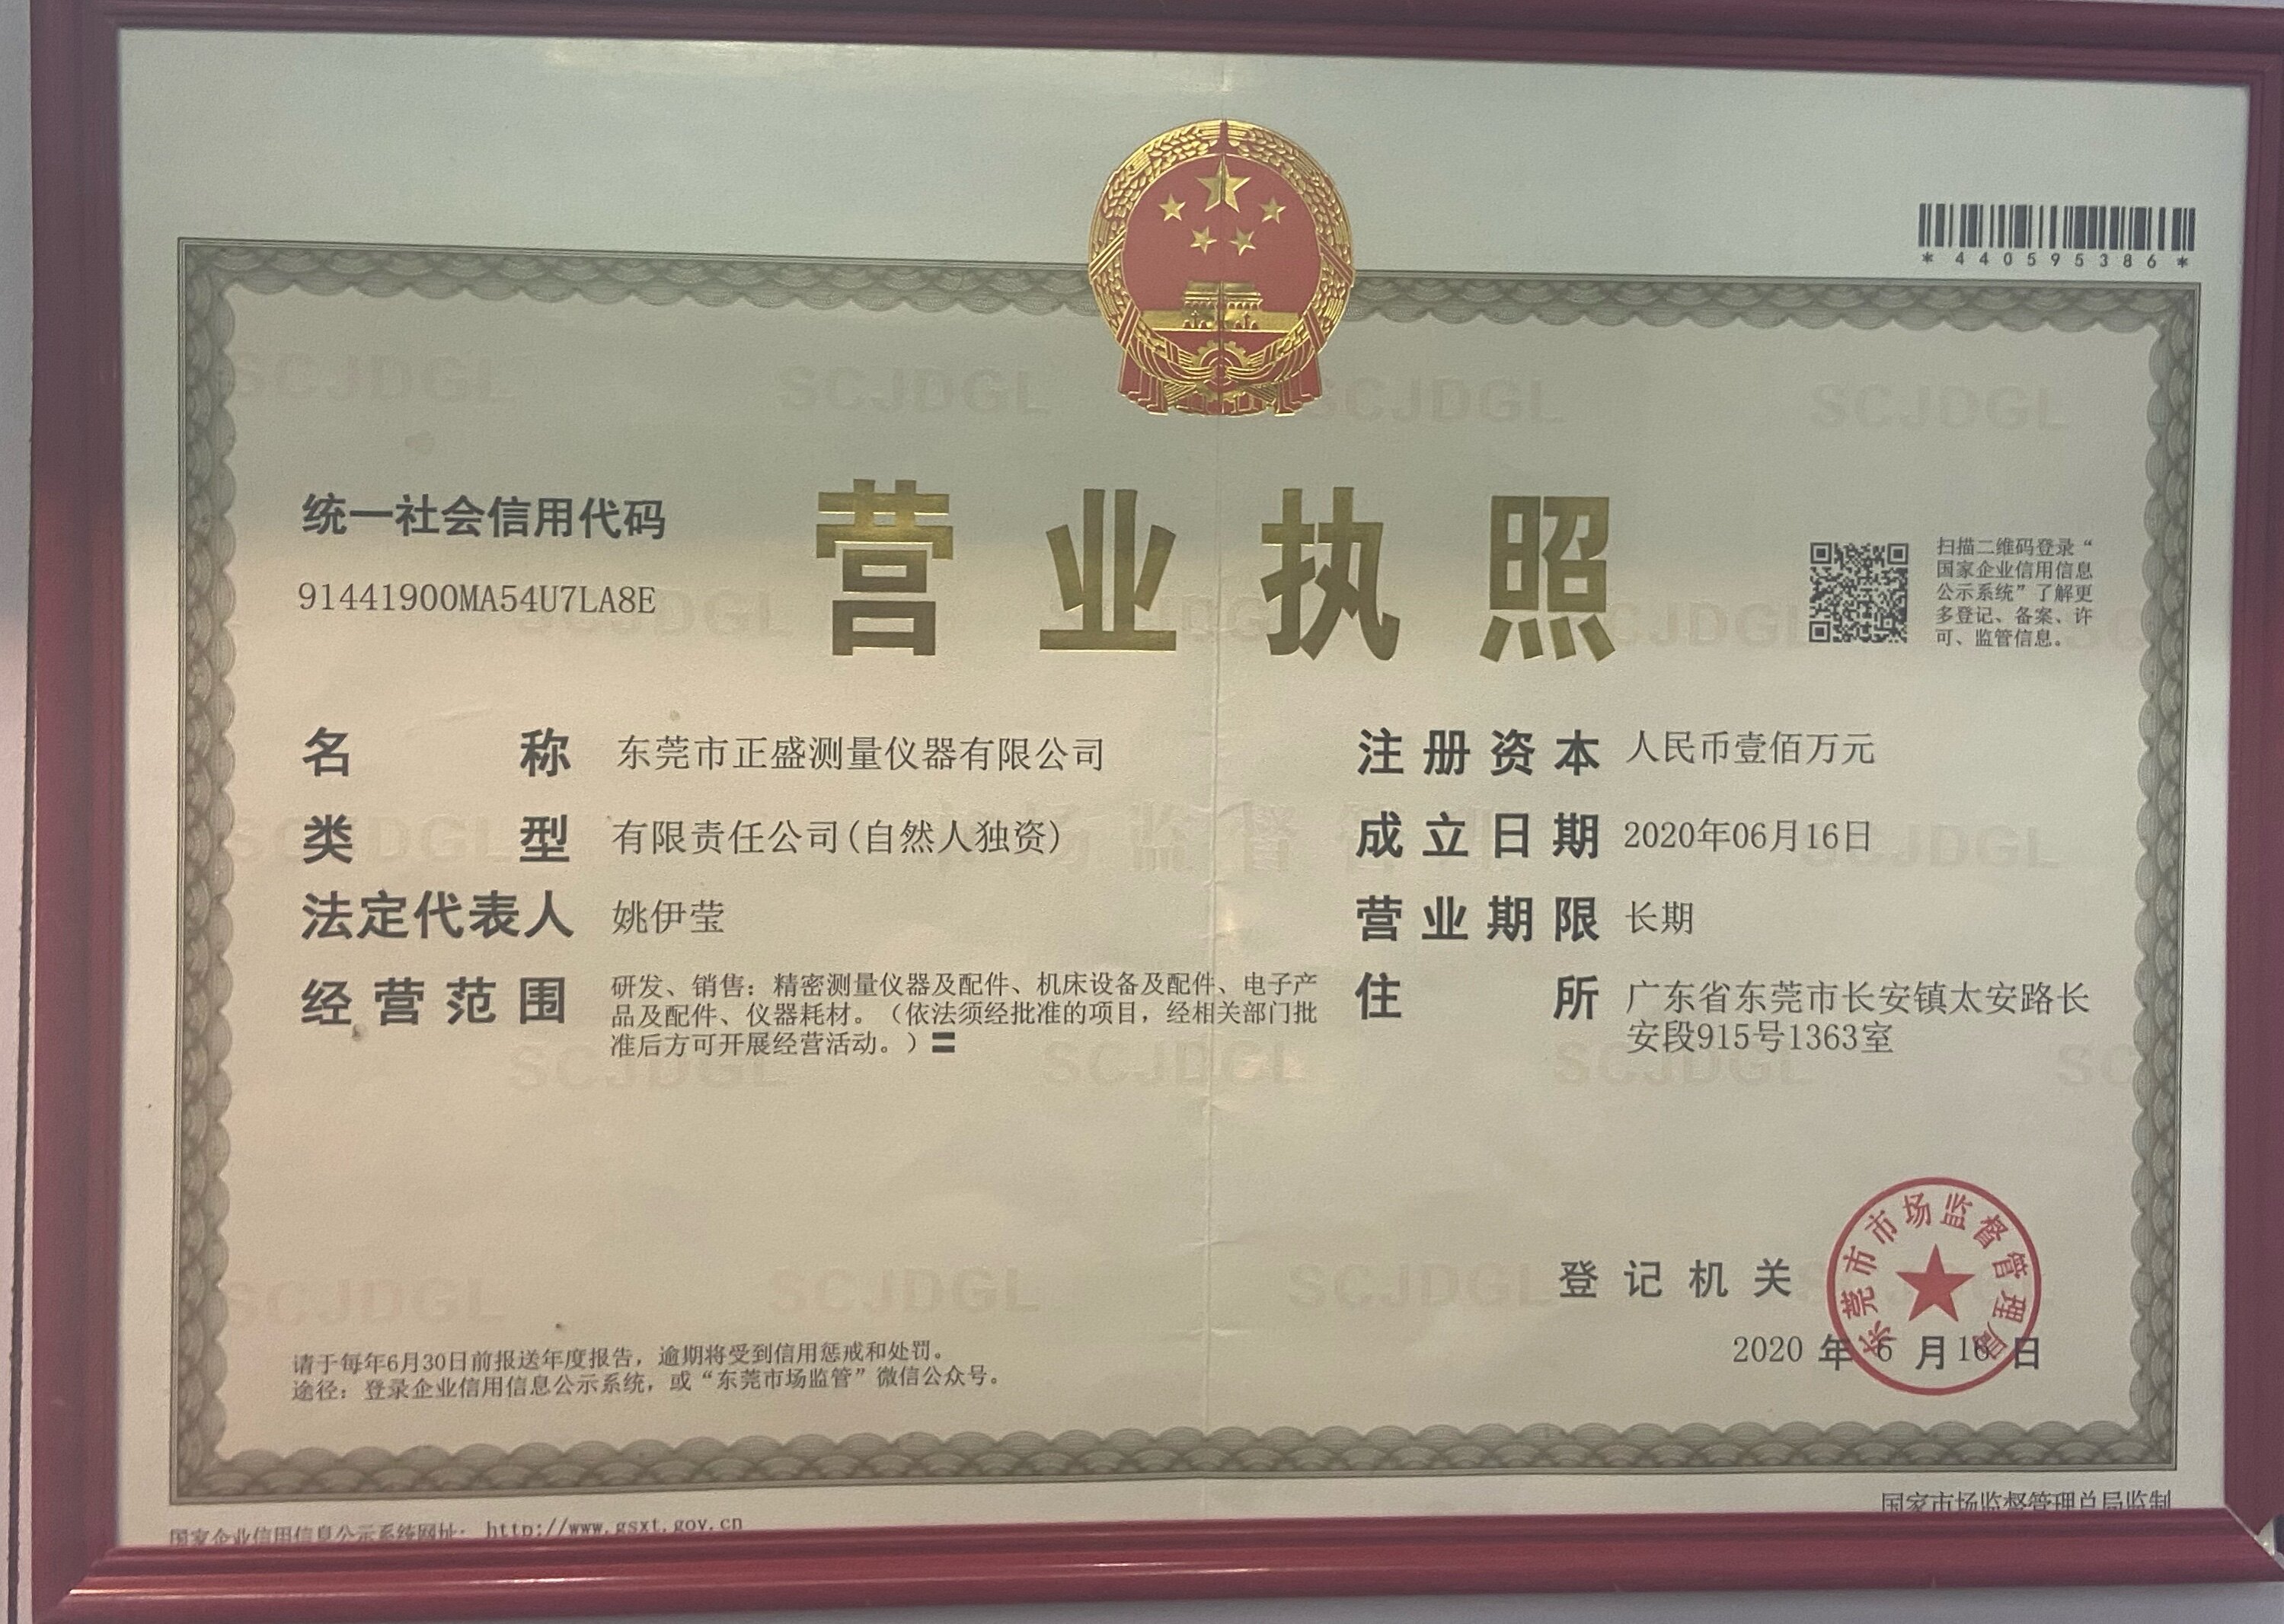 *440595386*
统一社会信用代码
91441900MA54U7LA8E
营业执照
扫描二维码登录“
国家企业信用信息
公示系统”了解更
多登记、备案、许
可、监管信息。
名称 东莞市正盛测量仪器有限公司
类型 有限责任公司(自然人独资)
法定代表人 姚伊莹
经营范围 研发、销售：精密测量仪器及配件、机床设备及配件、电子产
品及配件、仪器耗材。（依法须经批准的项目，经相关部门批
准后方可开展经营活动。）〓
注册资本 人民币壹佰万元
成立日期 2020年06月16日
营业期限 长期
住所 广东省东莞市长安镇太安路长
安段915号1363室
登记机关
东莞市市场监督管理局
2020 年 6 月 16 日
请于每年6月30日前报送年度报告，逾期将受到信用惩戒和处罚。
途径：登录企业信用信息公示系统，或“东莞市场监管”微信公众号。
国家企业信用信息公示系统网址： http://www.gsxt.gov.cn
国家市场监督管理总局监制
SCJDGL